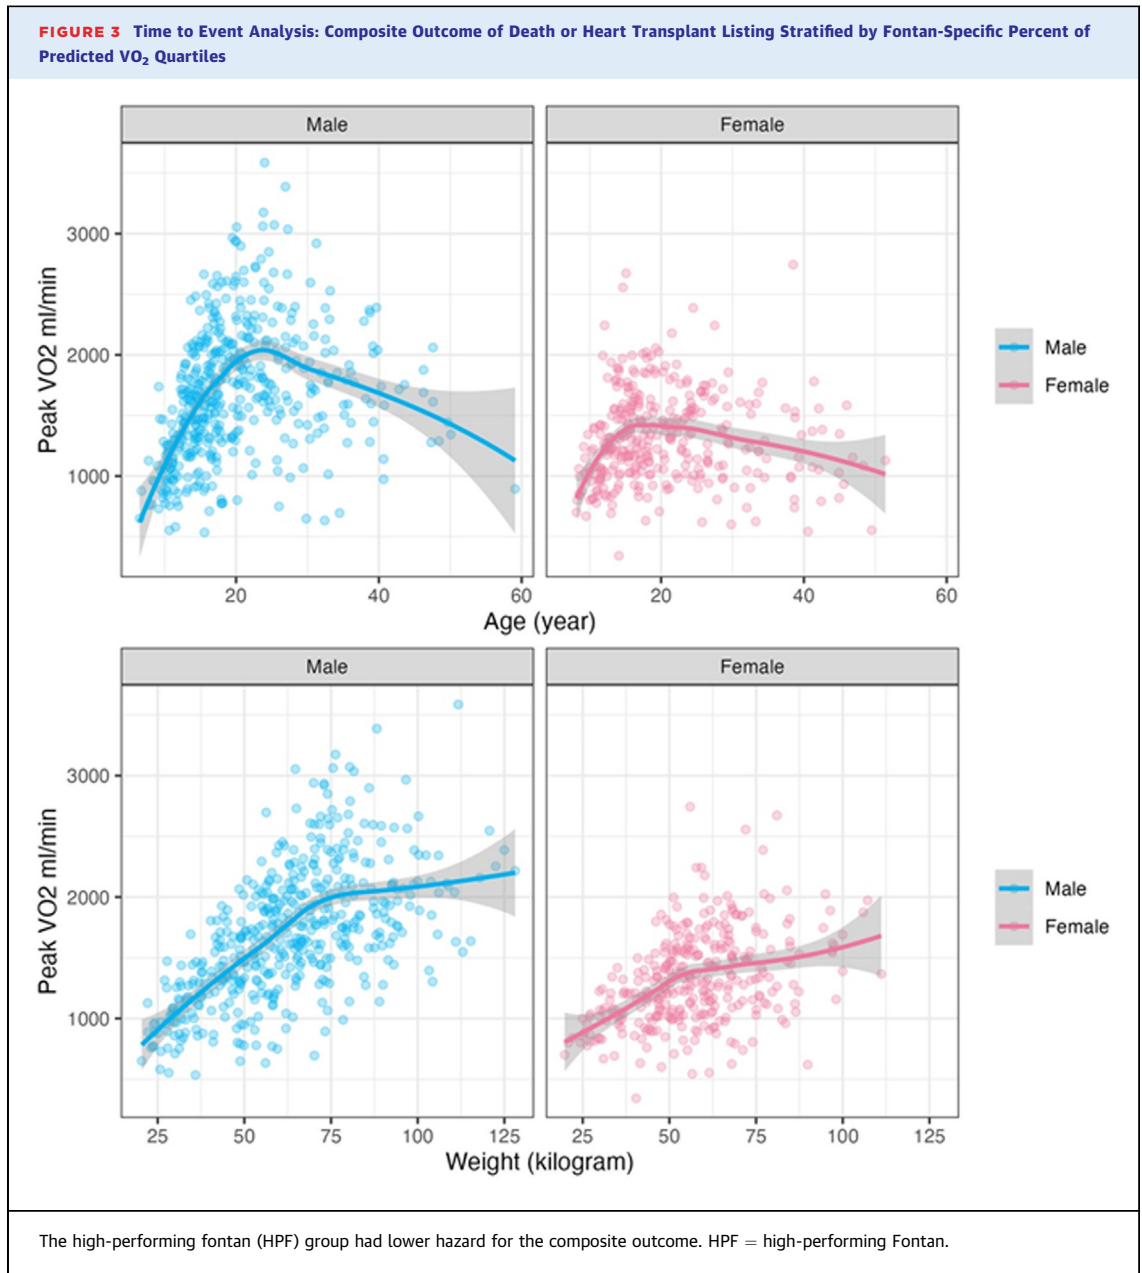 FIGURE 3 Time to Event Analysis: Composite Outcome of Death or Heart Transplant Listing Stratified by Fontan-Specific Percent of
Predicted VO₂ Quartiles
Male
Female
3000
2000
1000
Peak VO2 ml/min
20
40
60
20
40
60
Age (year)
Male
Female
Male
Female
3000
2000
1000
Peak VO2 ml/min
25
50
75
100
125
25
50
75
100
125
Weight (kilogram)
Male
Female
The high-performing fontan (HPF) group had lower hazard for the composite outcome. HPF = high-performing Fontan.